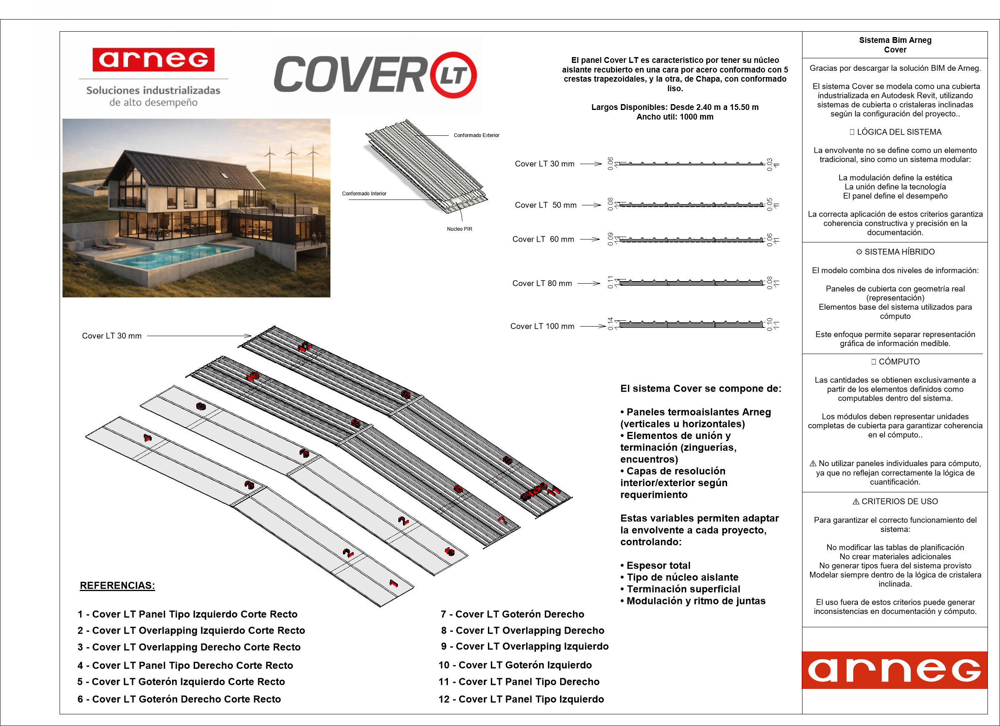 arneg
Soluciones industrializadas
de alto desempeño
COVER LT
El panel Cover LT es caracteristico por tener su núcleo
aislante recubierto en una cara por acero conformado con 5
crestas trapezoidales, y la otra, de Chapa, con conformado
liso.
Largos Disponibles: Desde 2.40 m a 15.50 m
Ancho util: 1000 mm
Conformado Exterior
Conformado Interior
Nucleo PIR
Cover LT 30 mm
0.06
0.03
Cover LT  50 mm
0.08
0.05
Cover LT  60 mm
0.09
0.06
Cover LT 80 mm
0.11
0.08
Cover LT 100 mm
0.14
0.10
Cover LT 30 mm
El sistema Cover se compone de:
• Paneles termoaislantes Arneg
(verticales u horizontales)
• Elementos de unión y
terminación (zinguerías,
encuentros)
• Capas de resolución
interior/exterior según
requerimiento
Estas variables permiten adaptar
la envolvente a cada proyecto,
controlando:
• Espesor total
• Tipo de núcleo aislante
• Terminación superficial
• Modulación y ritmo de juntas
REFERENCIAS:
1 - Cover LT Panel Tipo Izquierdo Corte Recto
2 - Cover LT Overlapping Izquierdo Corte Recto
3 - Cover LT Overlapping Derecho Corte Recto
4 - Cover LT Panel Tipo Derecho Corte Recto
5 - Cover LT Goterón Izquierdo Corte Recto
6 - Cover LT Goterón Derecho Corte Recto
7 - Cover LT Goterón Derecho
8 - Cover LT Overlapping Derecho
9 - Cover LT Overlapping Izquierdo
10 - Cover LT Goterón Izquierdo
11 - Cover LT Panel Tipo Derecho
12 - Cover LT Panel Tipo Izquierdo
Sistema Bim Arneg
Cover
Gracias por descargar la solución BIM de Arneg.
El sistema Cover se modela como una cubierta
industrializada en Autodesk Revit, utilizando
sistemas de cubierta o cristaleras inclinadas
según la configuración del proyecto..
LÓGICA DEL SISTEMA
La envolvente no se define como un elemento
tradicional, sino como un sistema modular:
La modulación define la estética
La unión define la tecnología
El panel define el desempeño
La correcta aplicación de estos criterios garantiza
coherencia constructiva y precisión en la
documentación.
⚙ SISTEMA HÍBRIDO
El modelo combina dos niveles de información:
Paneles de cubierta con geometría real
(representación)
Elementos base del sistema utilizados para
cómputo
Este enfoque permite separar representación
gráfica de información medible.
CÓMPUTO
Las cantidades se obtienen exclusivamente a
partir de los elementos definidos como
computables dentro del sistema.
Los módulos deben representar unidades
completas de cubierta para garantizar coherencia
en el cómputo..
⚠ No utilizar paneles individuales para cómputo,
ya que no reflejan correctamente la lógica de
cuantificación.
⚠ CRITERIOS DE USO
Para garantizar el correcto funcionamiento del
sistema:
No modificar las tablas de planificación
No crear materiales adicionales
No generar tipos fuera del sistema provisto
Modelar siempre dentro de la lógica de cristalera
inclinada.
El uso fuera de estos criterios puede generar
inconsistencias en documentación y cómputo.
arneg